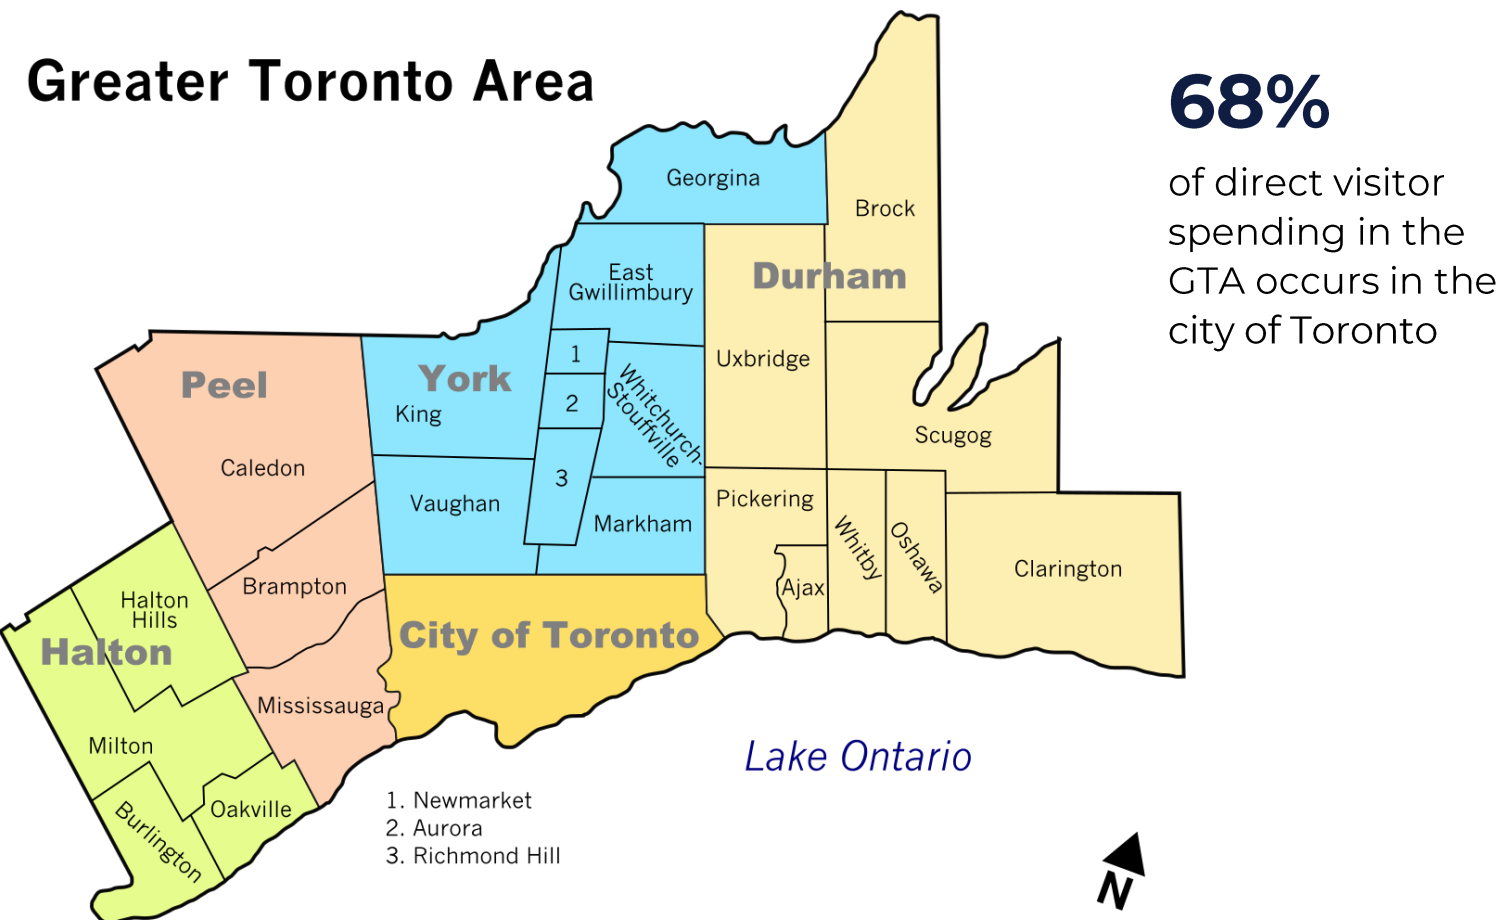 Greater Toronto Area
68%
of direct visitor
spending in the
GTA occurs in the
city of Toronto
Georgina
Brock
East
Gwillimbury
Durham
1
Uxbridge
Peel
York
2
King
Whitchurch-
Stouffville
Scugog
Caledon
3
Vaughan
Markham
Pickering
Whitby
Oshawa
Clarington
Ajax
Brampton
Halton
Hills
City of Toronto
Halton
Mississauga
Milton
Lake Ontario
Oakville
Burlington
1. Newmarket
2. Aurora
3. Richmond Hill
N